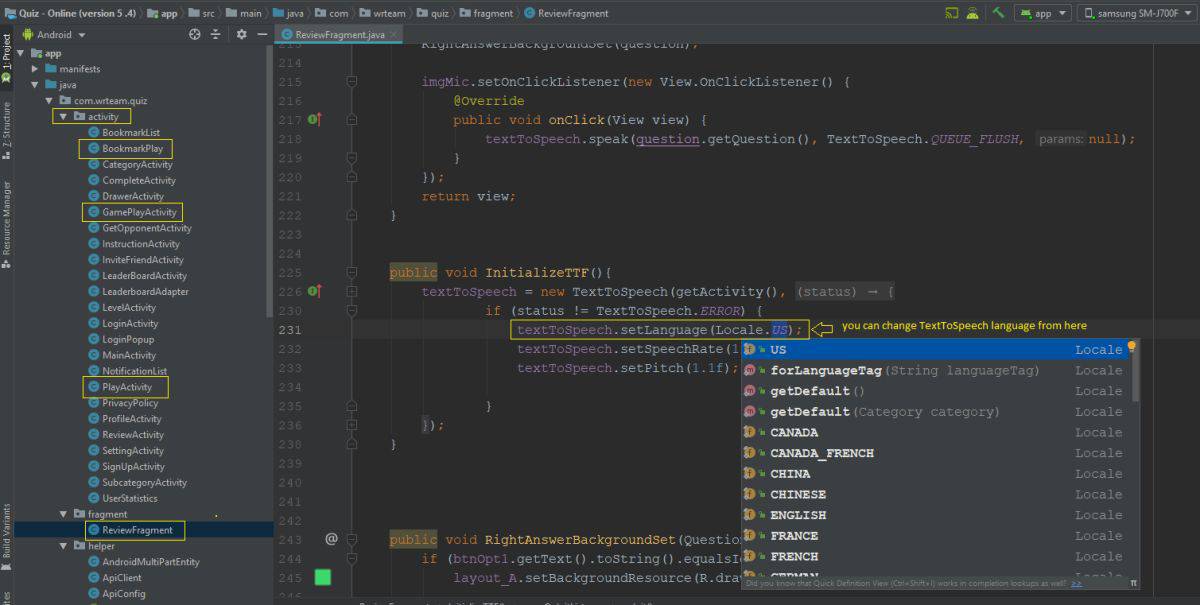 Quiz - Online (version 5.4) app src main java com wrteam quiz fragment ReviewFragment app samsung SM-J700F
Android
ReviewFragment.java
1: Project
Z: Structure
Resource Manager
Build Variants
app
manifests
java
com.wrteam.quiz
activity
BookmarkList
BookmarkPlay
CategoryActivity
CompleteActivity
DrawerActivity
GamePlayActivity
GetOpponentActivity
InstructionActivity
InviteFriendActivity
LeaderBoardActivity
LeaderboardAdapter
LevelActivity
LoginActivity
LoginPopup
MainActivity
NotificationList
PlayActivity
PrivacyPolicy
ProfileActivity
ReviewActivity
SettingActivity
SignUpActivity
SubcategoryActivity
UserStatistics
fragment
ReviewFragment
helper
AndroidMultiPartEntity
ApiClient
ApiConfig
213 RightAnswerBackgroundSet(question);
214
215 imgMic.setOnClickListener(new View.OnClickListener() {
216 @Override
217 public void onClick(View view) {
218 textToSpeech.speak(question.getQuestion(), TextToSpeech.QUEUE_FLUSH, params: null);
219 }
220 });
221 return view;
222 }
223
224
225 public void InitializeTTF(){
226 textToSpeech = new TextToSpeech(getActivity(), (status) → {
230 if (status != TextToSpeech.ERROR) {
231 textToSpeech.setLanguage(Locale.US); you can change TextToSpeech language from here
232 textToSpeech.setSpeechRate(1
233 textToSpeech.setPitch(1.1f);
234
235 }
236 });
238 }
239
240
241
242
243 @ public void RightAnswerBackgroundSet(Question
244 if (btnOpt1.getText().toString().equalsIg
245 layout_A.setBackgroundResource(R.draw
246
US Locale
forLanguageTag(String languageTag) Locale
getDefault() Locale
getDefault(Category category) Locale
CANADA Locale
CANADA_FRENCH Locale
CHINA Locale
CHINESE Locale
ENGLISH Locale
FRANCE Locale
FRENCH Locale
GERMAN Locale
Did you know that Quick Definition View (Ctrl+Shift+I) works in completion lookups as well? >> π